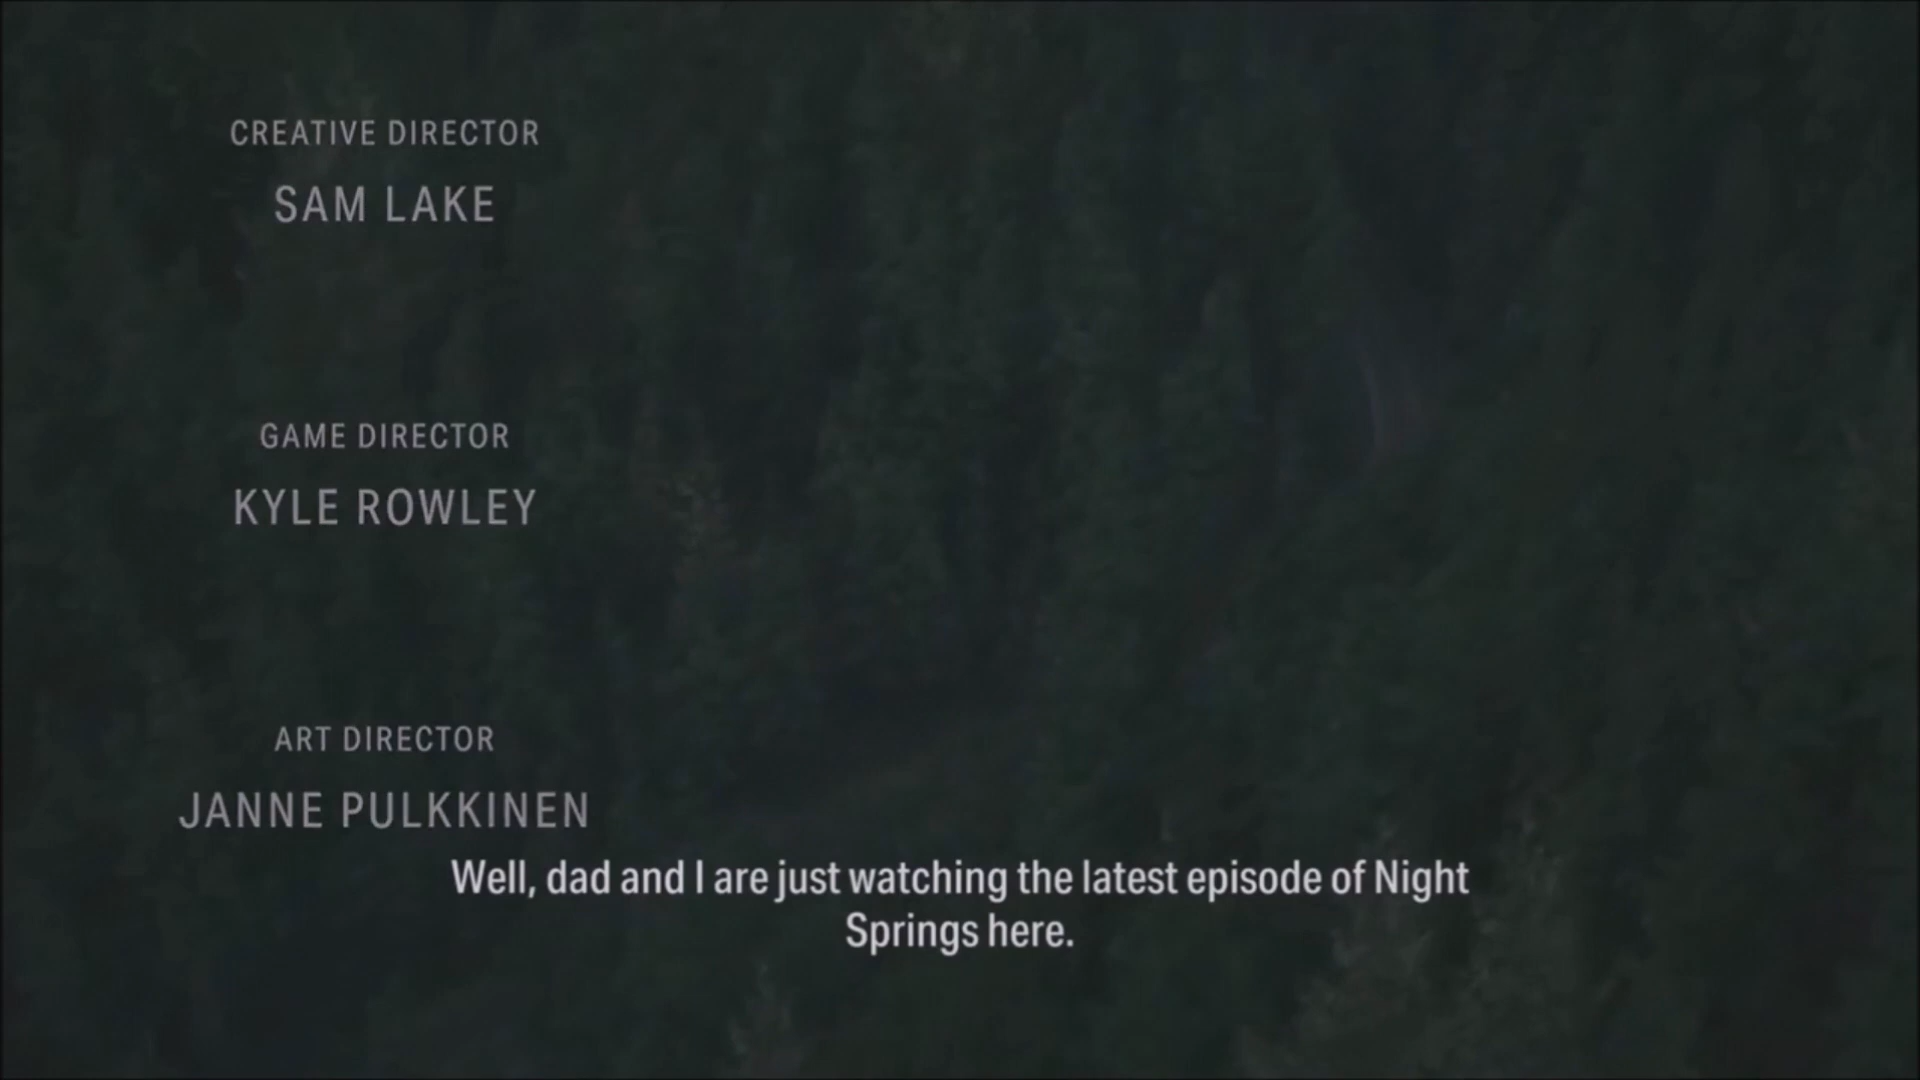 CREATIVE DIRECTOR
SAM LAKE
GAME DIRECTOR
KYLE ROWLEY
ART DIRECTOR
JANNE PULKKINEN
Well, dad and I are just watching the latest episode of Night
Springs here.